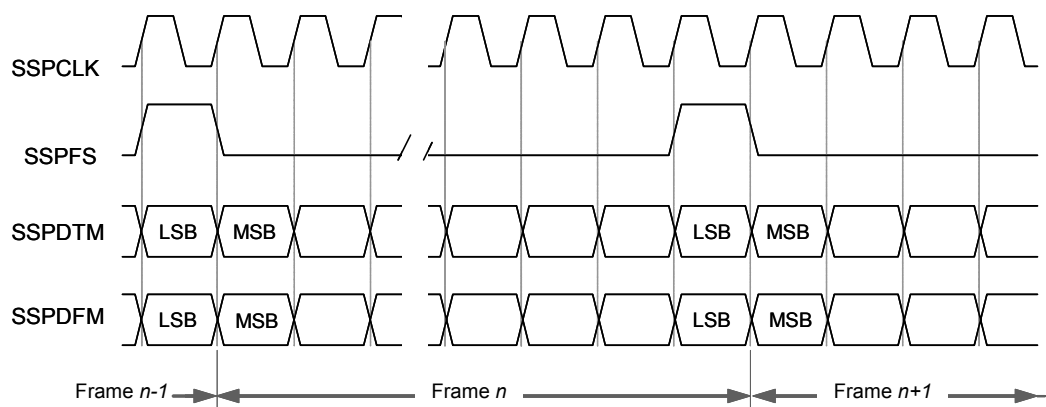 SSPCLK
SSPFS
SSPDTM LSB MSB LSB MSB
SSPDFM LSB MSB LSB MSB
Frame n-1 Frame n Frame n+1